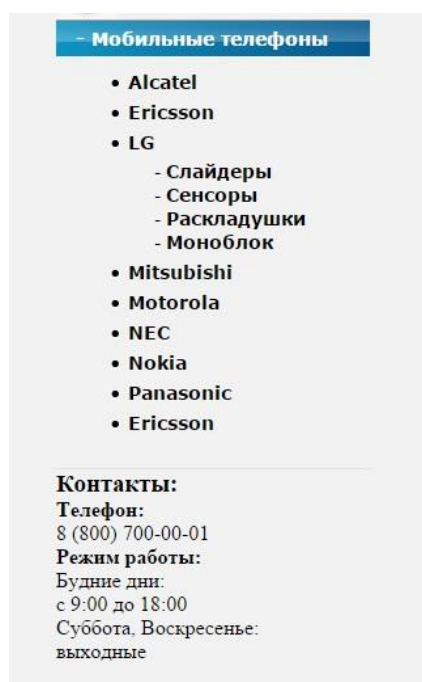 - Мобильные телефоны
• Alcatel
• Ericsson
• LG
- Слайдеры
- Сенсоры
- Раскладушки
- Моноблок
• Mitsubishi
• Motorola
• NEC
• Nokia
• Panasonic
• Ericsson
Контакты:
Телефон:
8 (800) 700-00-01
Режим работы:
Будние дни:
с 9:00 до 18:00
Суббота, Воскресенье:
выходные